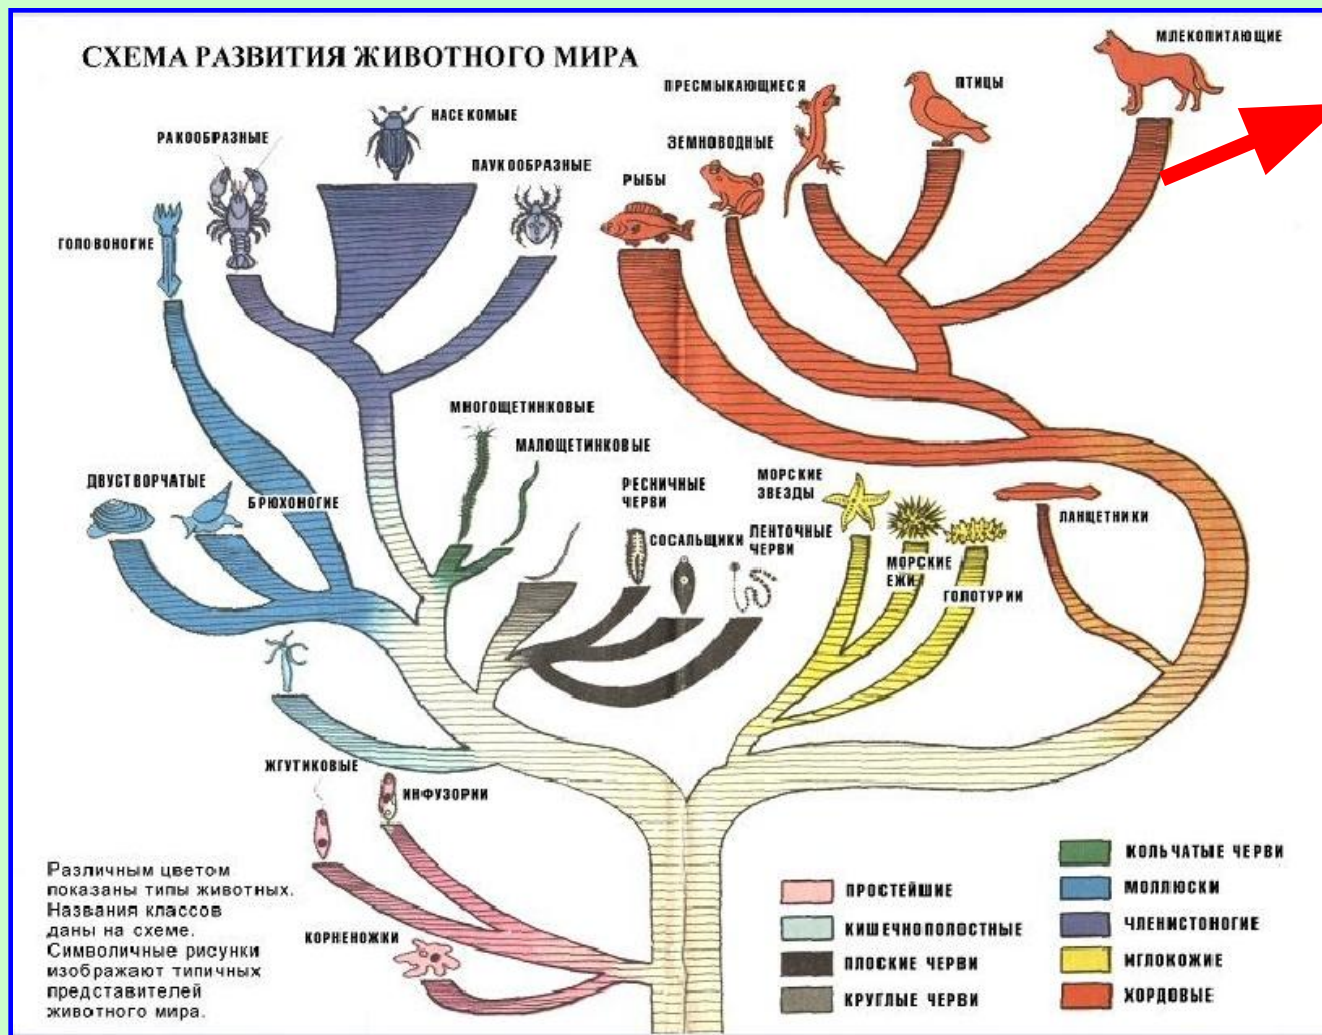 СХЕМА РАЗВИТИЯ ЖИВОТНОГО МИРА
МЛЕКОПИТАЮЩИЕ
ПТИЦЫ
ПРЕСМЫКАЮЩИЕСЯ
ЗЕМНОВОДНЫЕ
РЫБЫ
НАСЕКОМЫЕ
РАКООБРАЗНЫЕ
ПАУКООБРАЗНЫЕ
ГОЛОВОНОГИЕ
МНОГОЩЕТИНКОВЫЕ
МАЛОЩЕТИНКОВЫЕ
ДВУСТВОРЧАТЫЕ
БРЮХОНОГИЕ
РЕСНИЧНЫЕ
ЧЕРВИ
СОСАЛЬЩИКИ
ЛЕНТОЧНЫЕ
ЧЕРВИ
МОРСКИЕ
ЗВЕЗДЫ
МОРСКИЕ
ЕЖИ
ГОЛОТУРИИ
ЛАНЦЕТНИКИ
ЖГУТИКОВЫЕ
ИНФУЗОРИИ
КОРНЕНОЖКИ
Различным цветом
показаны типы животных.
Названия классов
даны на схеме.
Символичные рисунки
изображают типичных
представителей
животного мира.
ПРОСТЕЙШИЕ
КИШЕЧНОПОЛОСТНЫЕ
ПЛОСКИЕ ЧЕРВИ
КРУГЛЫЕ ЧЕРВИ
КОЛЬЧАТЫЕ ЧЕРВИ
МОЛЛЮСКИ
ЧЛЕНИСТОНОГИЕ
ИГЛОКОЖИЕ
ХОРДОВЫЕ